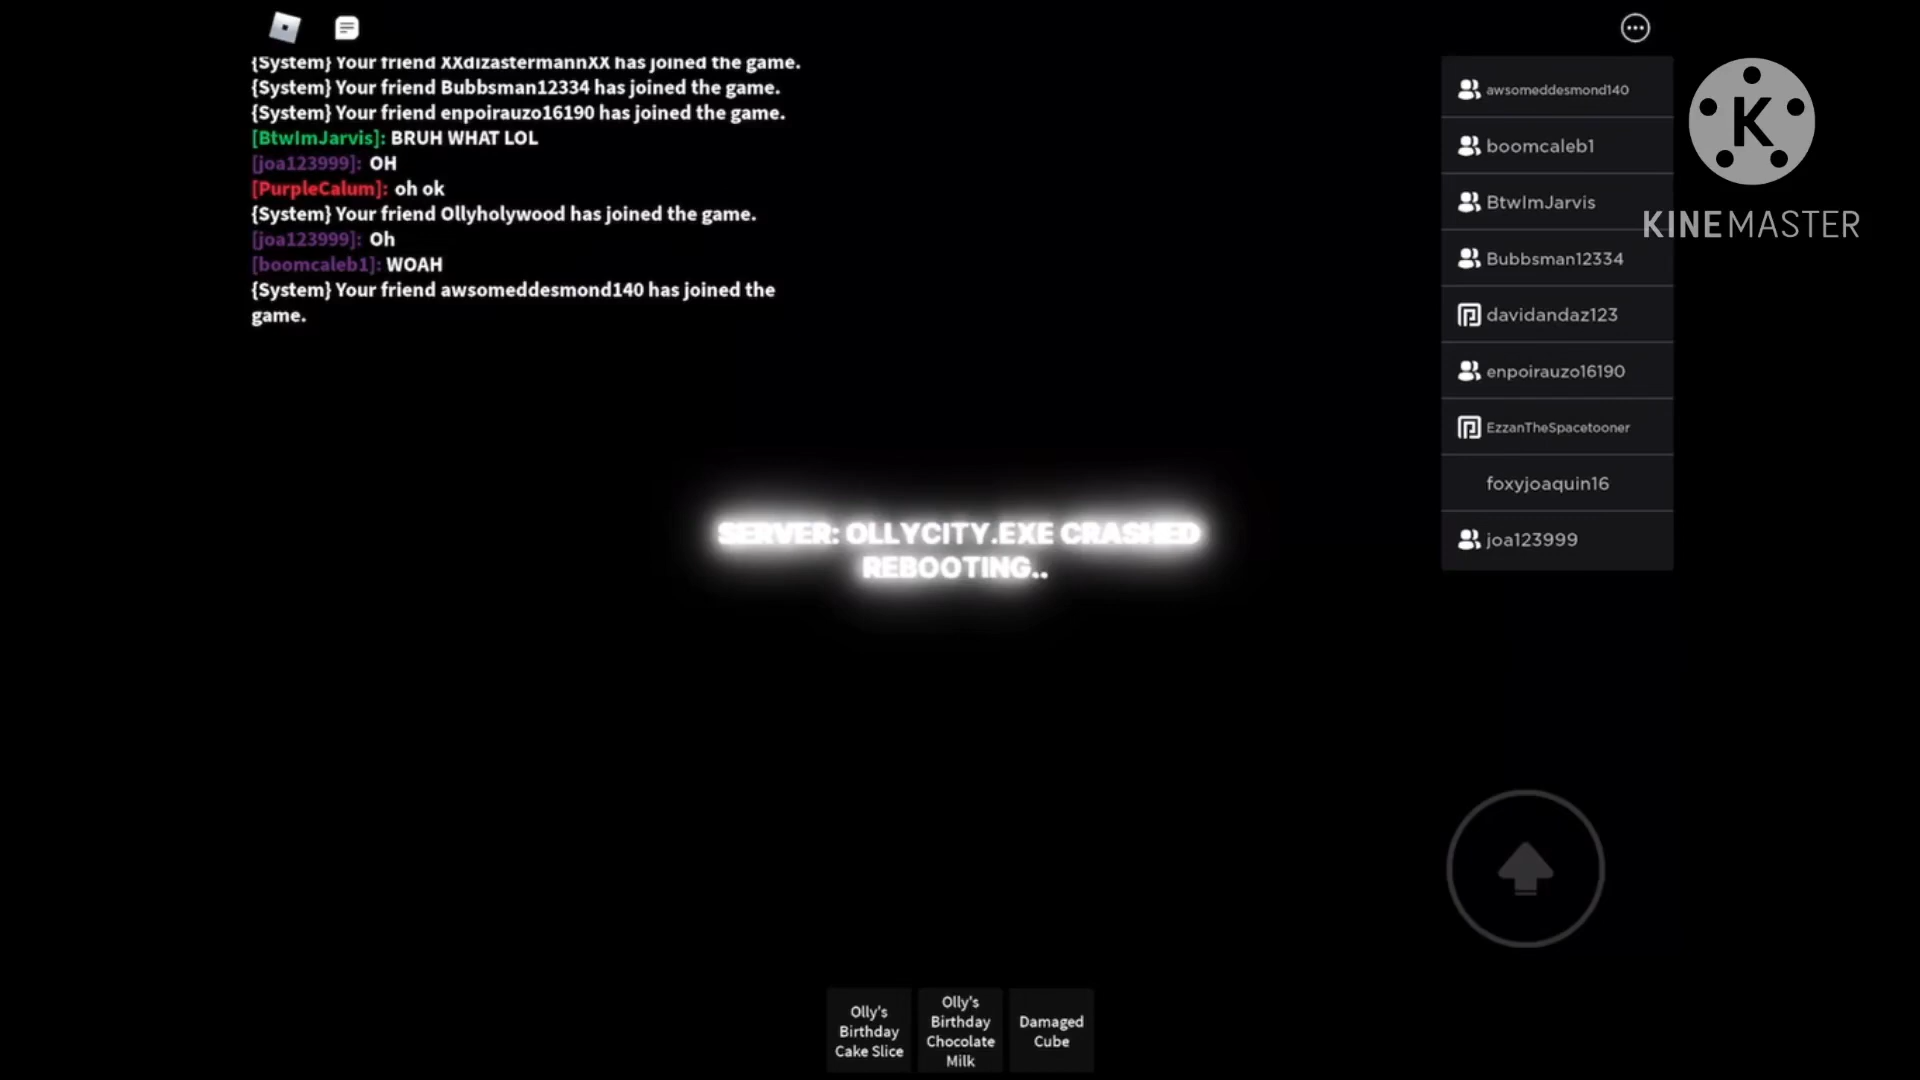 {System} Your friend XXdizastermannXX has joined the game.
{System} Your friend Bubbsman12334 has joined the game.
{System} Your friend enpoirauzo16190 has joined the game.
[BtwImJarvis]: BRUH WHAT LOL
[joa123999]: OH
[PurpleCalum]: oh ok
{System} Your friend Ollyholywood has joined the game.
[joa123999]: Oh
[boomcaleb1]: WOAH
{System} Your friend awsomeddesmond140 has joined the
game.
awsomeddesmond140
boomcaleb1
BtwImJarvis
Bubbsman12334
davidandaz123
enpoirauzo16190
EzzanTheSpacetooner
foxyjoaquin16
joa123999
K
KINEMASTER
SERVER: OLLYCITY.EXE CRASHED
REBOOTING..
Olly's
Birthday
Cake Slice
Olly's
Birthday
Chocolate
Milk
Damaged
Cube